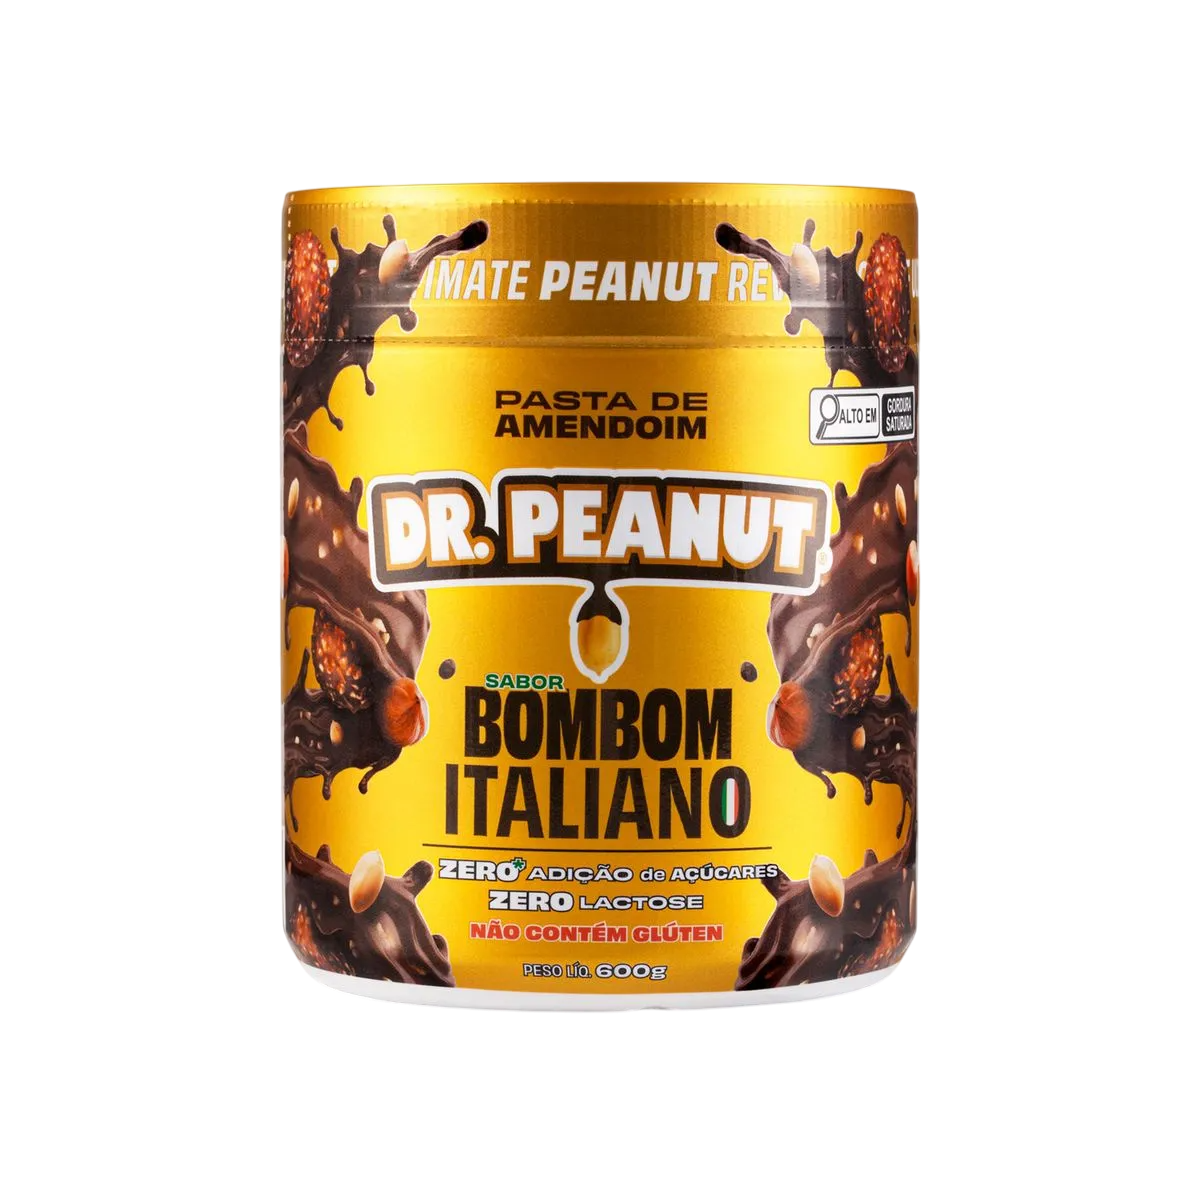 IMATE PEANUT REV
PASTA DE
AMENDOIM
ALTO EM
GORDURA
SATURADA
DR. PEANUT
SABOR
BOMBOM
ITALIANO
ZERO* ADIÇÃO de AÇÚCARES
ZERO LACTOSE
NÃO CONTÉM GLÚTEN
PESO LÍQ. 600g